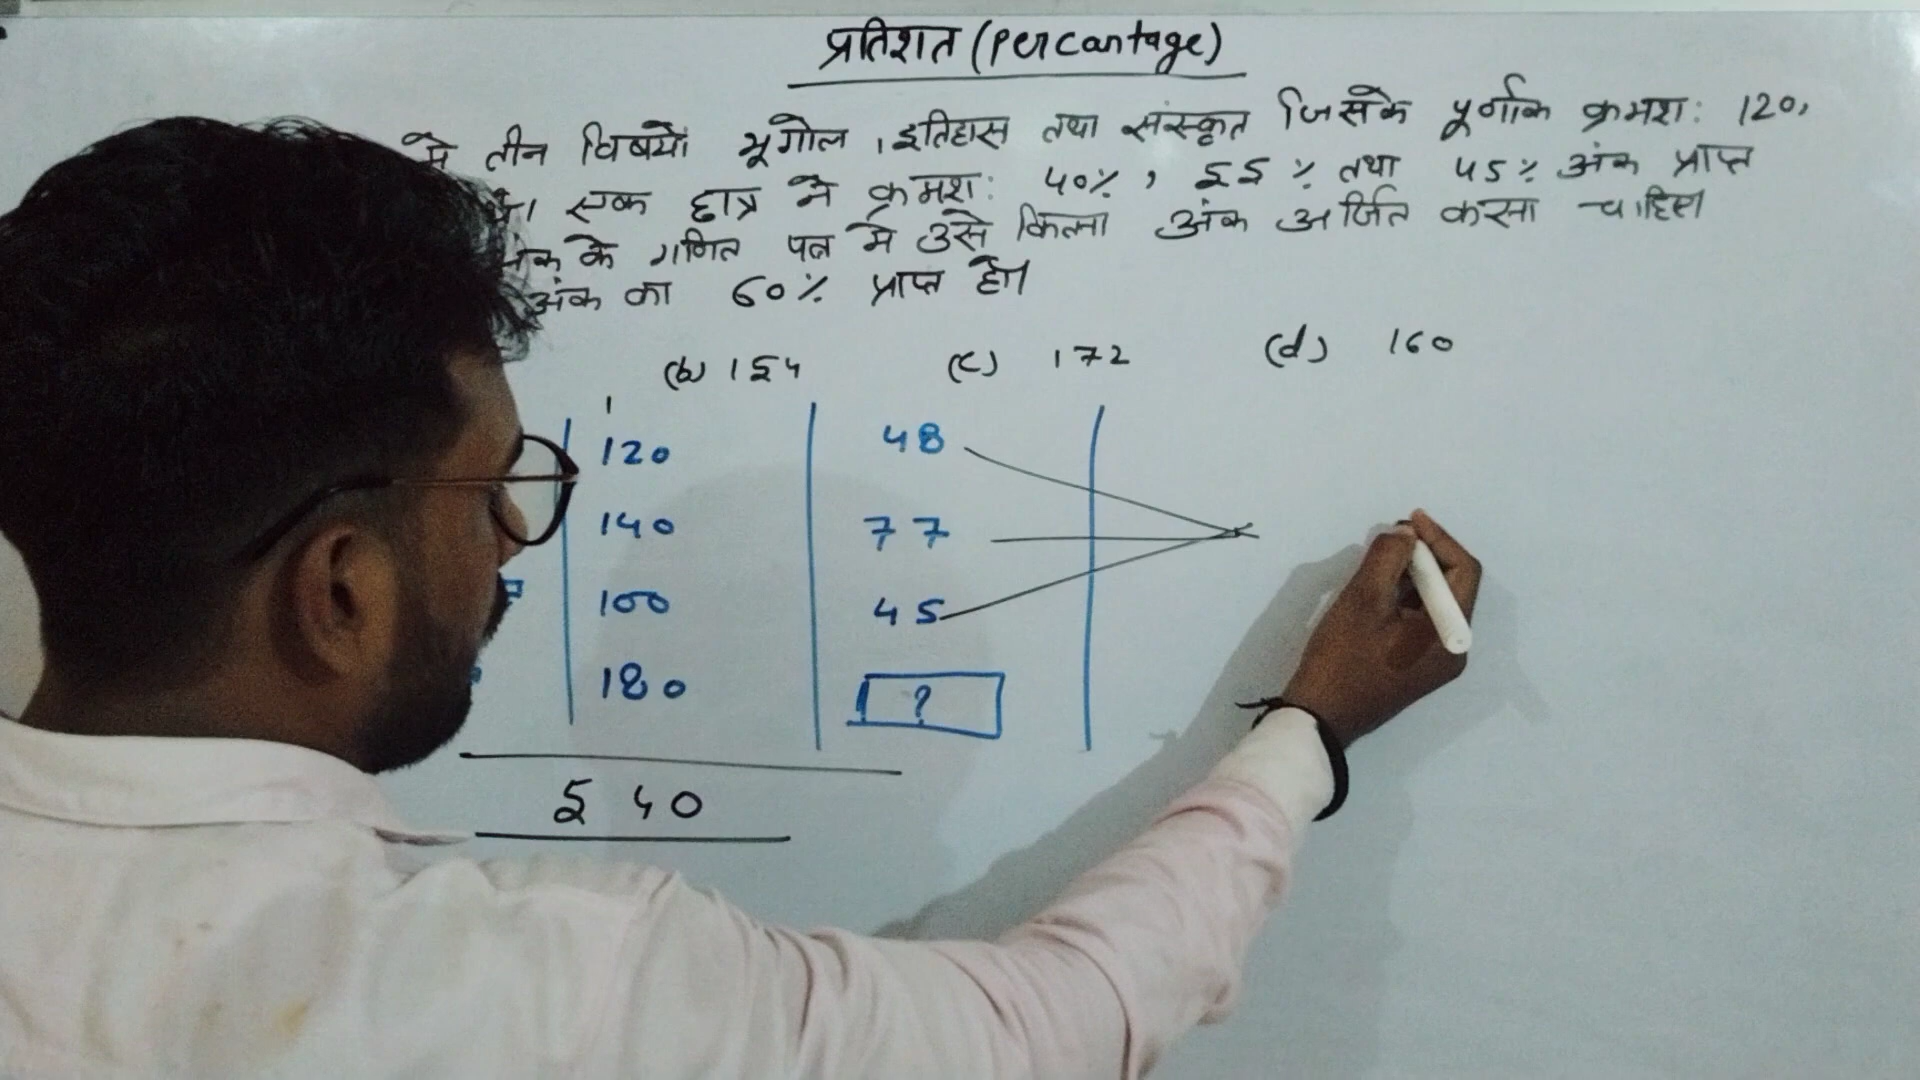 प्रतिशत (Percantage)
मे तीन विषयों भूगोल, इतिहास तथा संस्कृत जिसके पूर्णांक क्रमश: 120,
एक छात्र ने क्रमश: 40%, 55% तथा 45% अंक प्राप्त
के गणित पत्र मे उसे कितना अंक अर्जित करना चाहिए
अंक का 60% प्राप्त हो।
(b) 154 (c) 172 (d) 160
120 48
140 77
100 45
180 ?
540